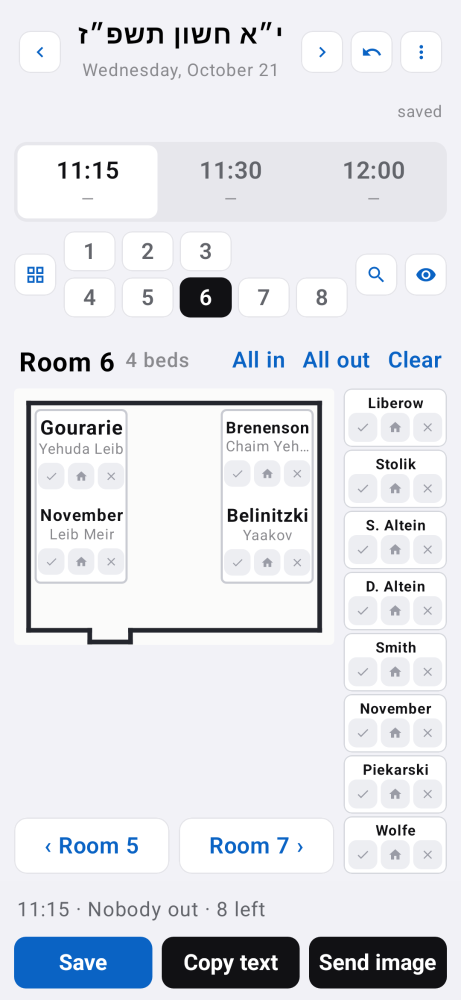 י״א חשון תשפ״ז
Wednesday, October 21
saved
11:15
—
11:30
—
12:00
—
1
2
3
4
5
6
7
8
Room 6 4 beds All in All out Clear
Gourarie
Yehuda Leib
Brenenson
Chaim Yeh…
November
Leib Meir
Belinitzki
Yaakov
Liberow
Stolik
S. Altein
D. Altein
Smith
November
Piekarski
Wolfe
‹ Room 5
Room 7 ›
11:15 · Nobody out · 8 left
Save
Copy text
Send image